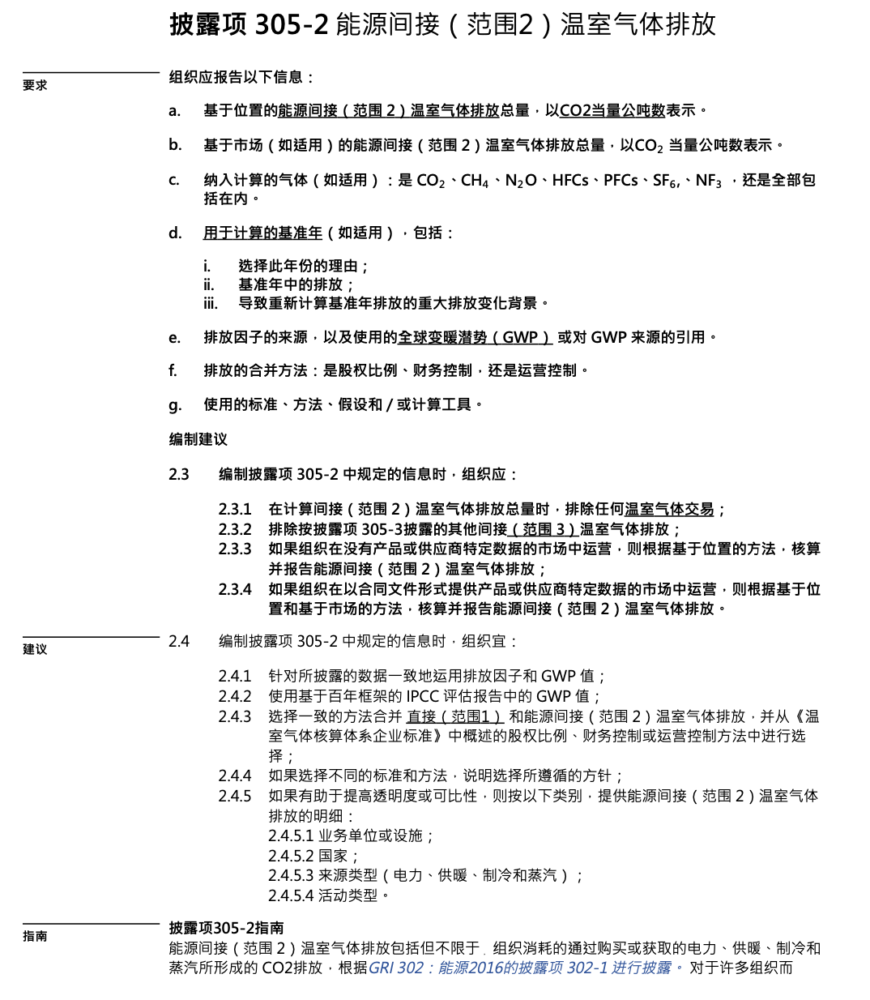 披露项 305-2 能源间接（范围2）温室气体排放
要求
组织应报告以下信息：
a. 基于位置的能源间接（范围 2）温室气体排放总量，以CO2当量公吨数表示。
b. 基于市场（如适用）的能源间接（范围 2）温室气体排放总量，以CO₂ 当量公吨数表示。
c. 纳入计算的气体（如适用）：是 CO₂、CH₄、N₂O、HFCs、PFCs、SF₆,、NF₃ ，还是全部包
括在内。
d. 用于计算的基准年（如适用），包括：
i. 选择此年份的理由；
ii. 基准年中的排放；
iii. 导致重新计算基准年排放的重大排放变化背景。
e. 排放因子的来源，以及使用的全球变暖潜势（GWP ） 或对 GWP 来源的引用。
f. 排放的合并方法：是股权比例、财务控制，还是运营控制。
g. 使用的标准、方法、假设和 / 或计算工具。
编制建议
2.3 编制披露项 305-2 中规定的信息时，组织应：
2.3.1 在计算间接（范围 2）温室气体排放总量时，排除任何温室气体交易；
2.3.2 排除按披露项 305-3披露的其他间接（范围 3）温室气体排放；
2.3.3 如果组织在没有产品或供应商特定数据的市场中运营，则根据基于位置的方法，核算
并报告能源间接（范围 2）温室气体排放；
2.3.4 如果组织在以合同文件形式提供产品或供应商特定数据的市场中运营，则根据基于位
置和基于市场的方法，核算并报告能源间接（范围 2）温室气体排放。
建议
2.4 编制披露项 305-2 中规定的信息时，组织宜：
2.4.1 针对所披露的数据一致地运用排放因子和 GWP 值；
2.4.2 使用基于百年框架的 IPCC 评估报告中的 GWP 值；
2.4.3 选择一致的方法合并 直接（范围1） 和能源间接（范围 2）温室气体排放，并从《温
室气体核算体系企业标准》中概述的股权比例、财务控制或运营控制方法中进行选
择；
2.4.4 如果选择不同的标准和方法，说明选择所遵循的方针；
2.4.5 如果有助于提高透明度或可比性，则按以下类别，提供能源间接（范围 2）温室气体
排放的明细：
2.4.5.1 业务单位或设施；
2.4.5.2 国家；
2.4.5.3 来源类型（电力、供暖、制冷和蒸汽）；
2.4.5.4 活动类型。
指南
披露项305-2指南
能源间接（范围 2）温室气体排放包括但不限于﹒组织消耗的通过购买或获取的电力、供暖、制冷和
蒸汽所形成的 CO2排放，根据GRI 302：能源2016的披露项 302-1 进行披露。 对于许多组织而